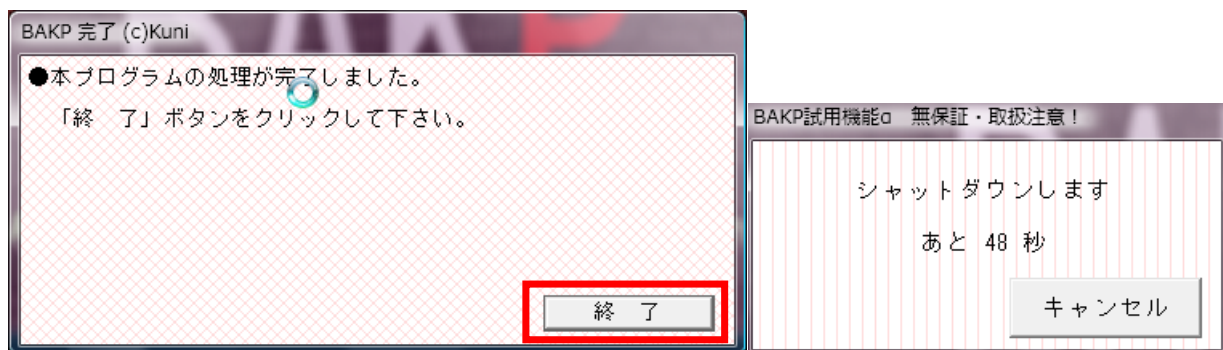 BAKP 完了 (c)Kuni
●本プログラムの処理が完了しました。
「終　了」ボタンをクリックして下さい。
終　了
BAKP試用機能α　無保証・取扱注意！
シャットダウンします
あと 48 秒
キャンセル